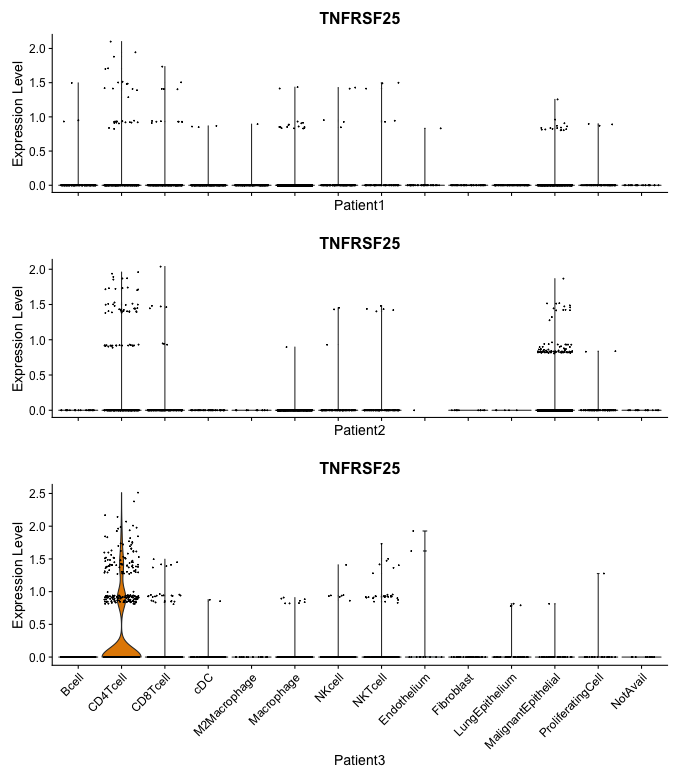 TNFRSF25
Expression Level
2.0
1.5
1.0
0.5
0.0
Patient1
TNFRSF25
Expression Level
2.0
1.5
1.0
0.5
0.0
Patient2
TNFRSF25
Expression Level
2.5
2.0
1.5
1.0
0.5
0.0
Bcell
CD4Tcell
CD8Tcell
cDC
M2Macrophage
Macrophage
NKcell
NKTcell
Endothelium
Fibroblast
LungEpithelium
MalignantEpithelial
ProliferatingCell
NotAvail
Patient3